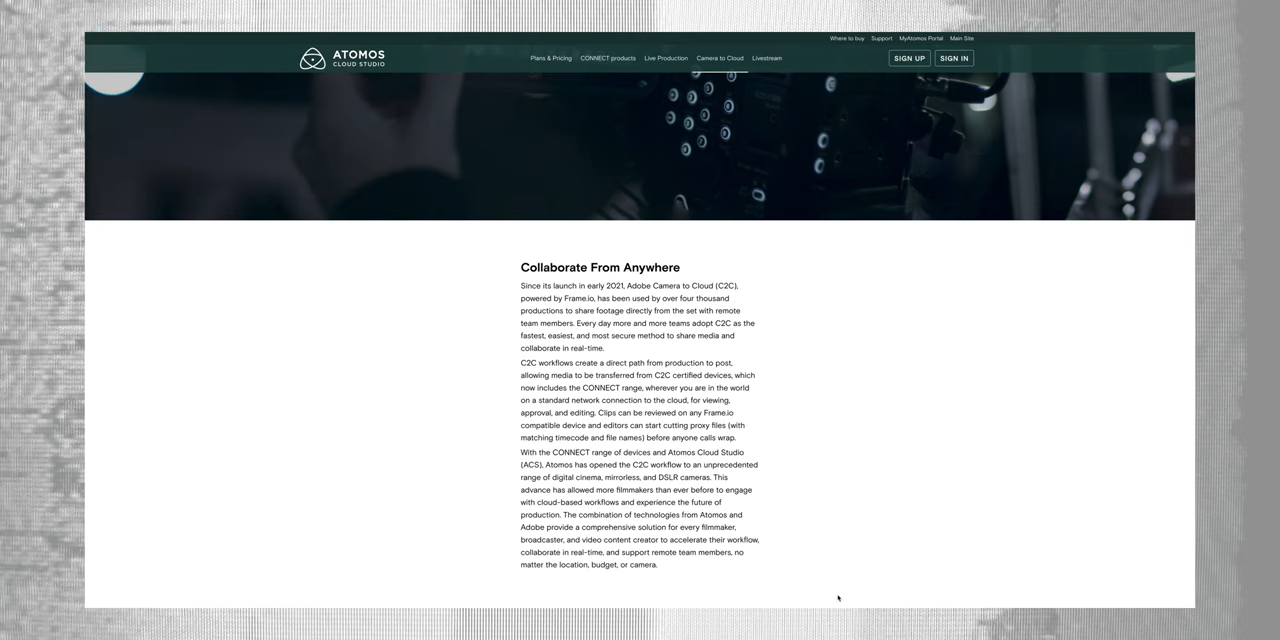 Where to buy Support MyAtomos Portal Main Site
ATOMOS
CLOUD STUDIO
Plans & Pricing CONNECT products Live Production Camera to Cloud Livestream
SIGN UP SIGN IN
Collaborate From Anywhere
Since its launch in early 2021, Adobe Camera to Cloud (C2C),
powered by Frame.io, has been used by over four thousand
productions to share footage directly from the set with remote
team members. Every day more and more teams adopt C2C as the
fastest, easiest, and most secure method to share media and
collaborate in real-time.
C2C workflows create a direct path from production to post,
allowing media to be transferred from C2C certified devices, which
now includes the CONNECT range, wherever you are in the world
on a standard network connection to the cloud, for viewing,
approval, and editing. Clips can be reviewed on any Frame.io
compatible device and editors can start cutting proxy files (with
matching timecode and file names) before anyone calls wrap.
With the CONNECT range of devices and Atomos Cloud Studio
(ACS), Atomos has opened the C2C workflow to an unprecedented
range of digital cinema, mirrorless, and DSLR cameras. This
advance has allowed more filmmakers than ever before to engage
with cloud-based workflows and experience the future of
production. The combination of technologies from Atomos and
Adobe provide a comprehensive solution for every filmmaker,
broadcaster, and video content creator to accelerate their workflow,
collaborate in real-time, and support remote team members, no
matter the location, budget, or camera.